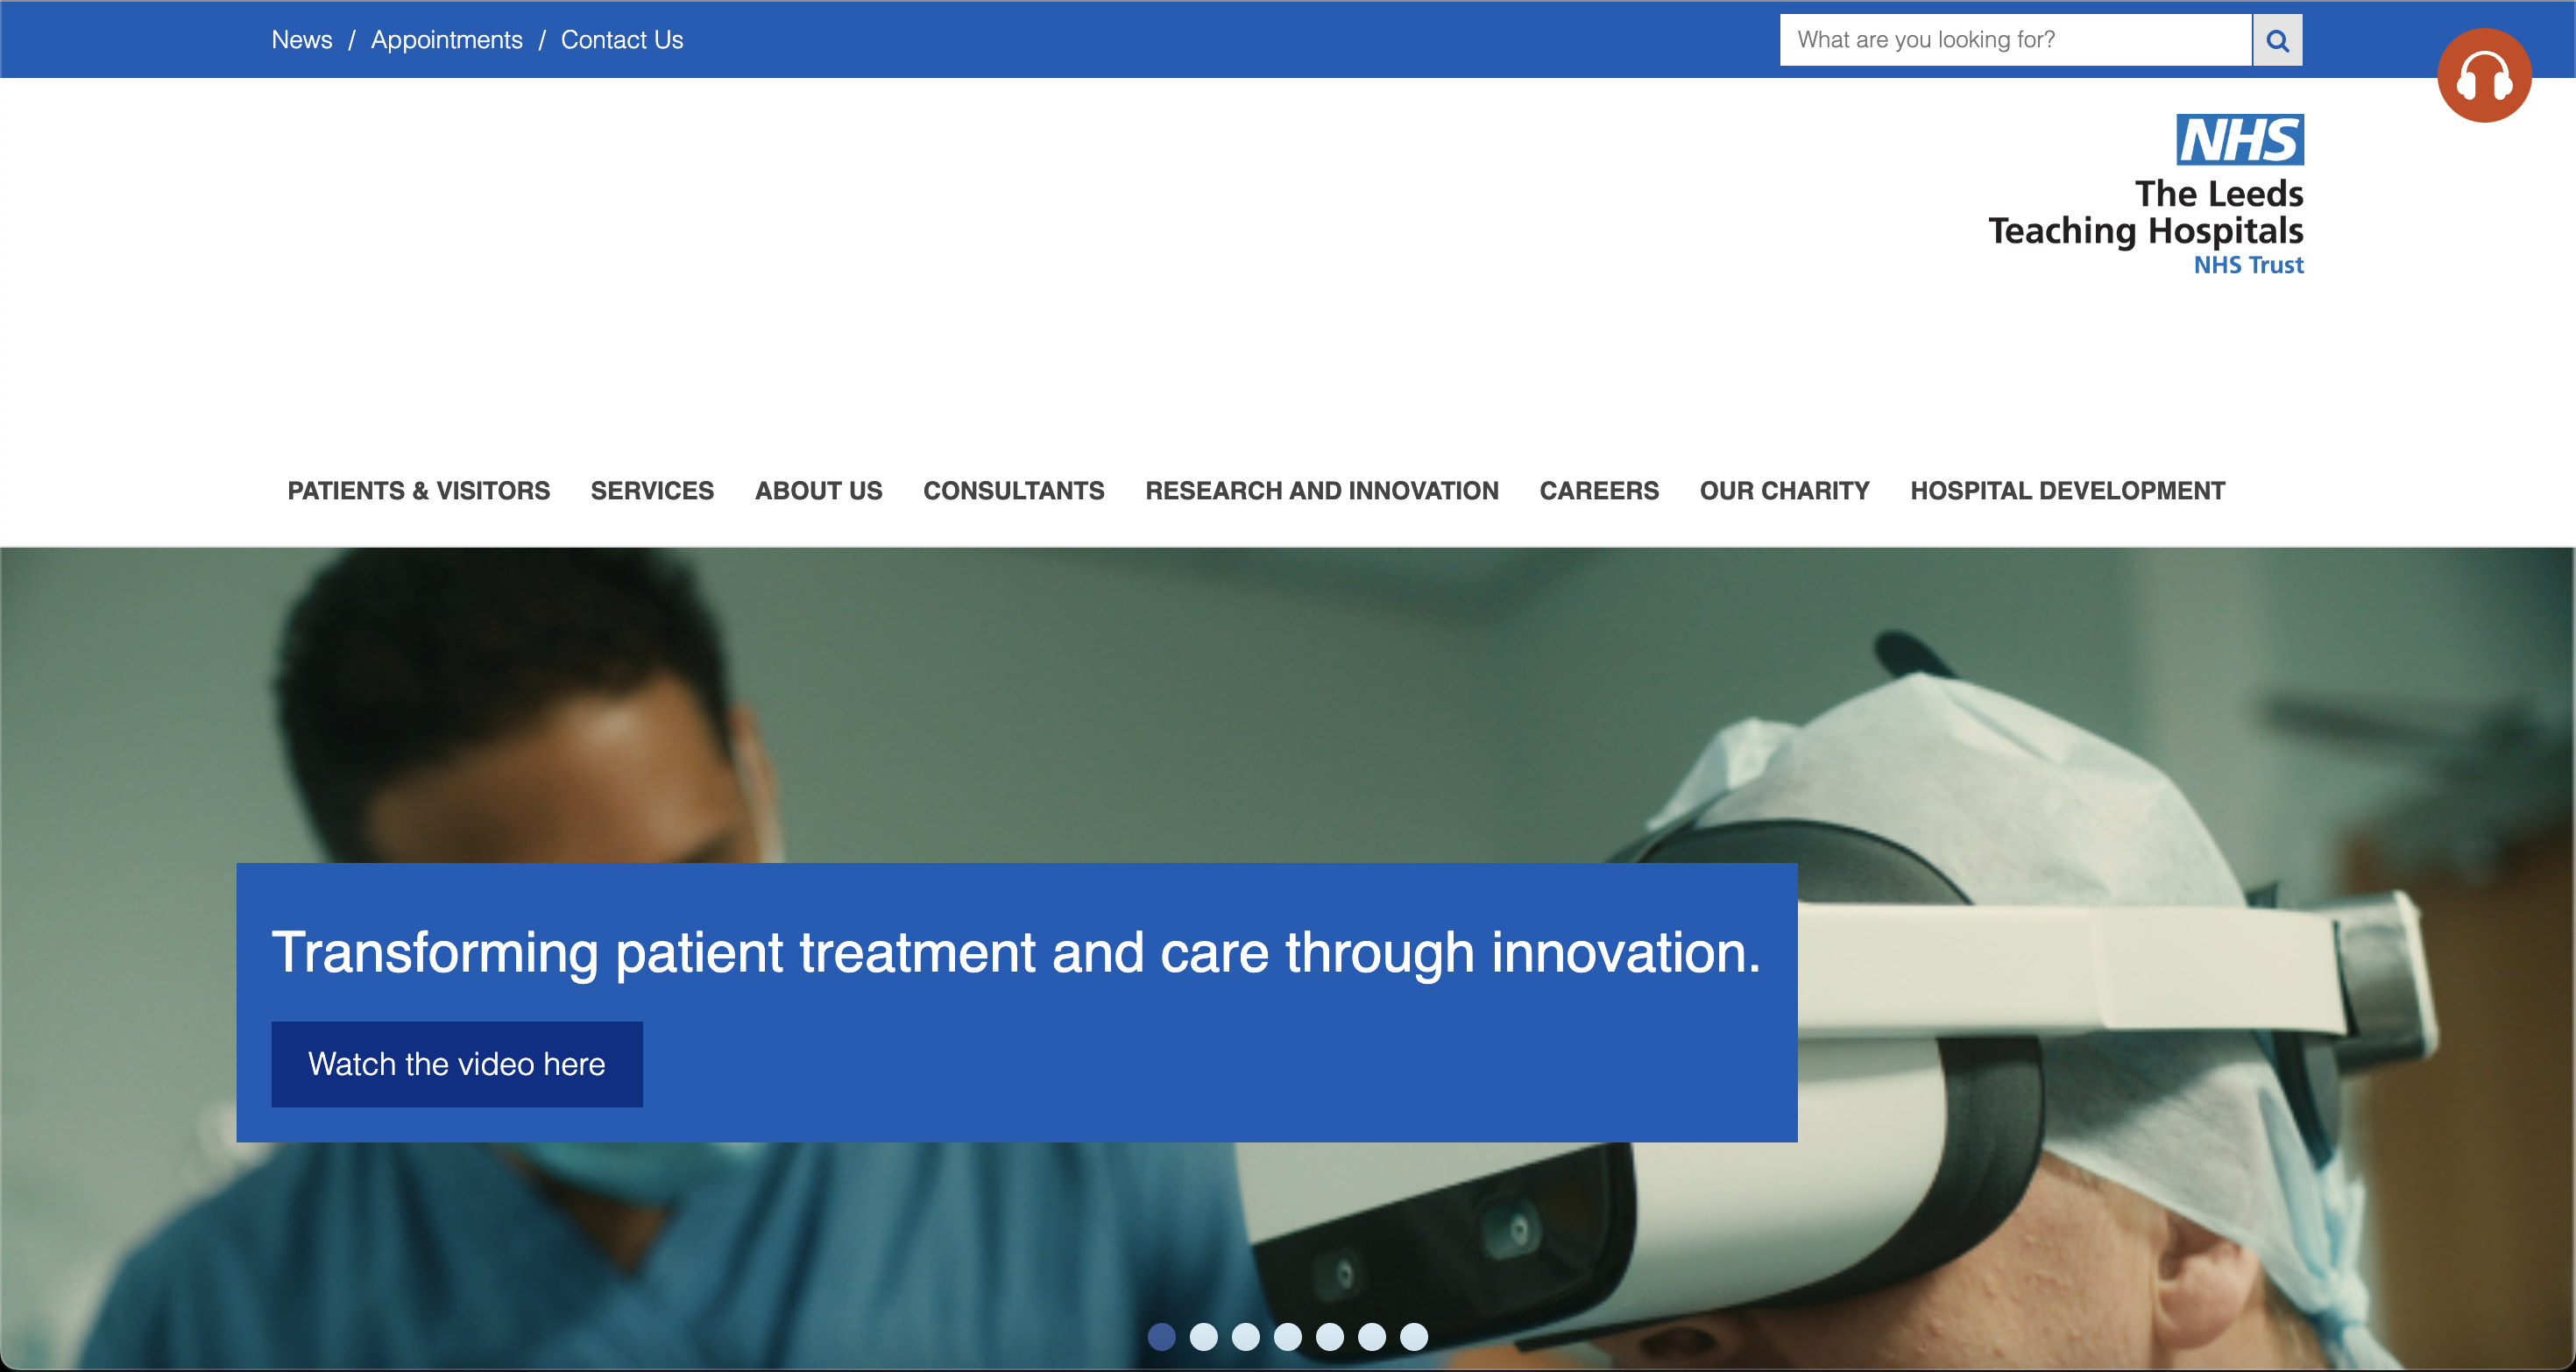 News / Appointments / Contact Us
What are you looking for?
NHS
The Leeds
Teaching Hospitals
NHS Trust
PATIENTS & VISITORS SERVICES ABOUT US CONSULTANTS RESEARCH AND INNOVATION CAREERS OUR CHARITY HOSPITAL DEVELOPMENT
Transforming patient treatment and care through innovation.
Watch the video here